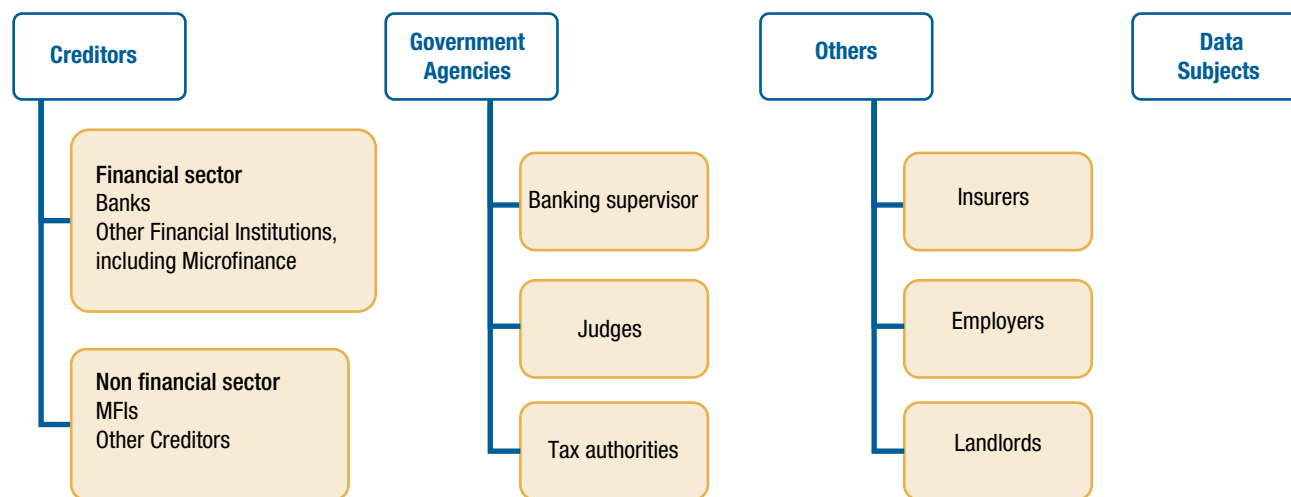 Creditors
Financial sector
Banks
Other Financial Institutions,
including Microfinance
Non financial sector
MFIs
Other Creditors
Government
Agencies
Banking supervisor
Judges
Tax authorities
Others
Insurers
Employers
Landlords
Data
Subjects